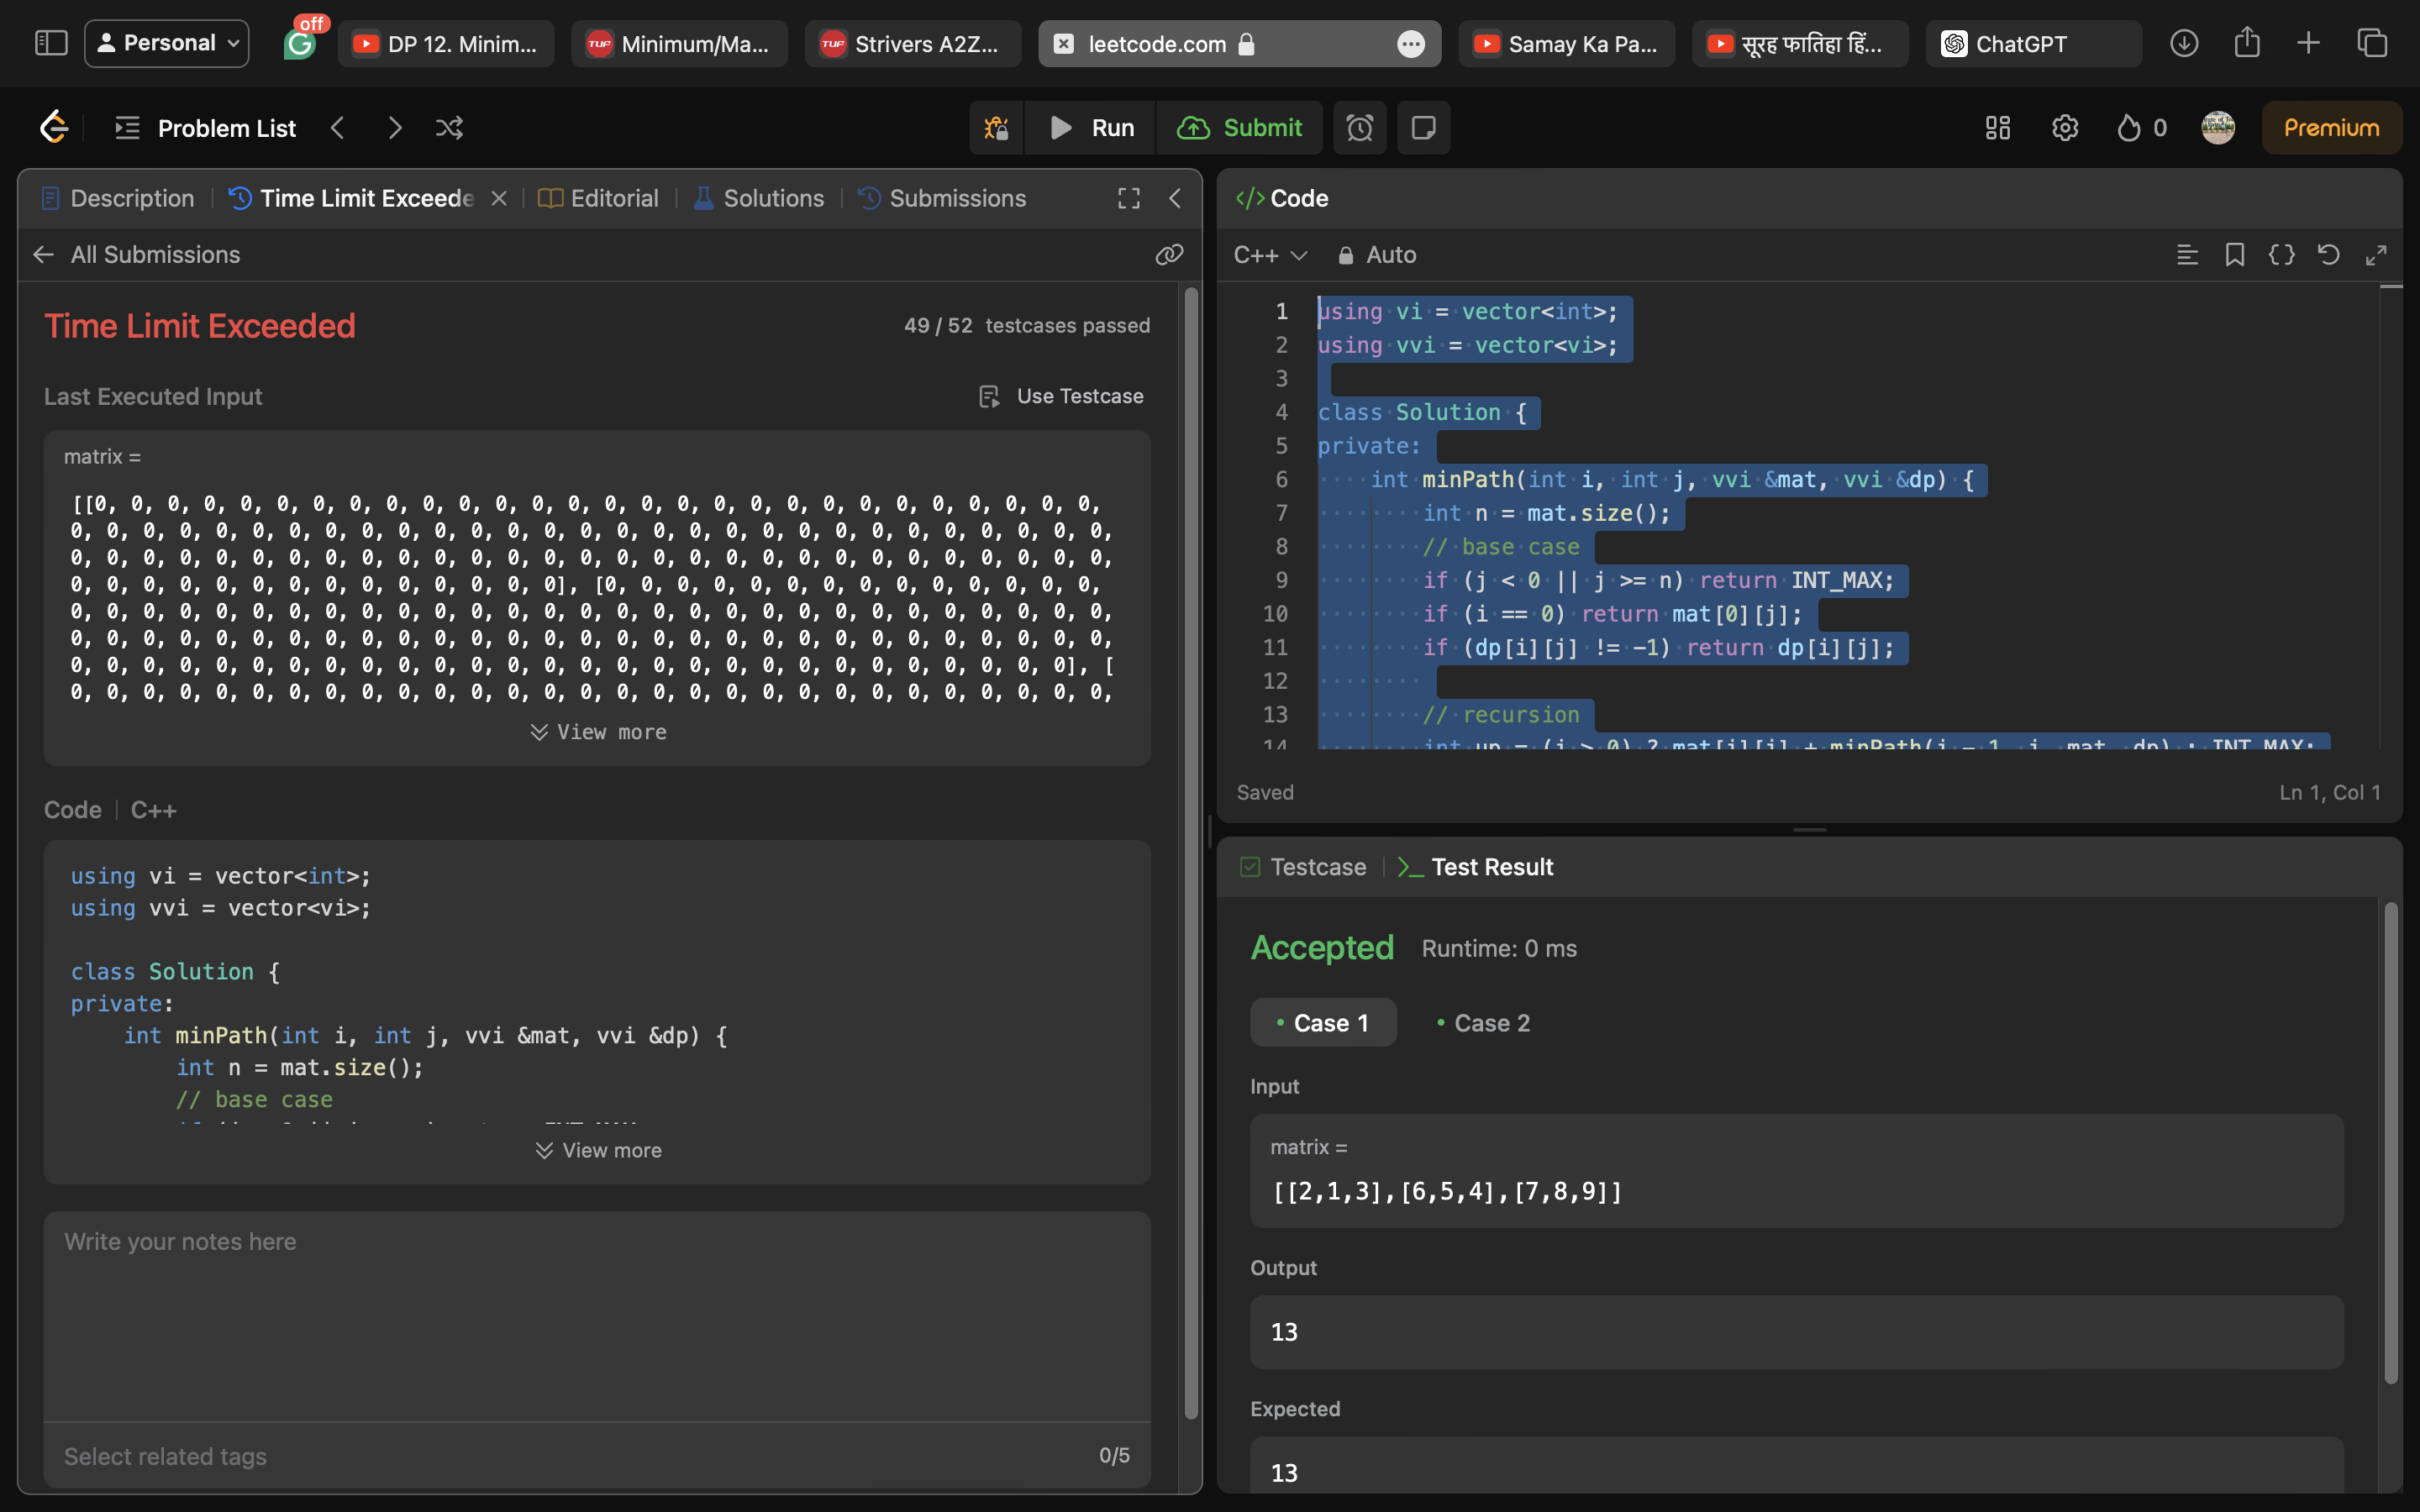 Personal
off
DP 12. Minim...
Minimum/Ma...
Strivers A2Z...
leetcode.com
Samay Ka Pa...
सूरह फातिहा हिं...
ChatGPT
Problem List
Run
Submit
0
Premium
Description
Time Limit Exceede
Editorial
Solutions
Submissions
All Submissions
Time Limit Exceeded
49 / 52 testcases passed
Last Executed Input
Use Testcase
matrix =
[[0, 0, 0, 0, 0, 0, 0, 0, 0, 0, 0, 0, 0, 0, 0, 0, 0, 0, 0, 0, 0, 0, 0, 0, 0, 0, 0, 0,
0, 0, 0, 0, 0, 0, 0, 0, 0, 0, 0, 0, 0, 0, 0, 0, 0, 0, 0, 0, 0, 0, 0, 0, 0, 0, 0, 0, 0,
0, 0, 0, 0, 0, 0, 0, 0, 0, 0, 0, 0, 0, 0, 0, 0, 0, 0, 0, 0, 0, 0, 0, 0, 0, 0, 0, 0, 0,
0, 0, 0, 0, 0, 0, 0, 0, 0, 0, 0, 0, 0, 0], [0, 0, 0, 0, 0, 0, 0, 0, 0, 0, 0, 0, 0, 0,
0, 0, 0, 0, 0, 0, 0, 0, 0, 0, 0, 0, 0, 0, 0, 0, 0, 0, 0, 0, 0, 0, 0, 0, 0, 0, 0, 0, 0,
0, 0, 0, 0, 0, 0, 0, 0, 0, 0, 0, 0, 0, 0, 0, 0, 0, 0, 0, 0, 0, 0, 0, 0, 0, 0, 0, 0, 0,
0, 0, 0, 0, 0, 0, 0, 0, 0, 0, 0, 0, 0, 0, 0, 0, 0, 0, 0, 0, 0, 0, 0, 0, 0, 0, 0, 0], [
0, 0, 0, 0, 0, 0, 0, 0, 0, 0, 0, 0, 0, 0, 0, 0, 0, 0, 0, 0, 0, 0, 0, 0, 0, 0, 0, 0, 0,
View more
Code | C++
using vi = vector<int>;
using vvi = vector<vi>;
class Solution {
private:
int minPath(int i, int j, vvi &mat, vvi &dp) {
int n = mat.size();
// base case
View more
Write your notes here
Select related tags
0/5
</> Code
C++
Auto
1 using vi = vector<int>;
2 using vvi = vector<vi>;
3
4 class Solution {
5 private:
6 int minPath(int i, int j, vvi &mat, vvi &dp) {
7 int n = mat.size();
8 // base case
9 if (j < 0 || j >= n) return INT_MAX;
10 if (i == 0) return mat[0][j];
11 if (dp[i][j] != -1) return dp[i][j];
12
13 // recursion
14 int up = (i > 0) ? mat[i][j] + minPath(i - 1, j, mat, dp) : INT_MAX;
Saved
Ln 1, Col 1
Testcase
>_ Test Result
Accepted
Runtime: 0 ms
Case 1
Case 2
Input
matrix =
[[2,1,3],[6,5,4],[7,8,9]]
Output
13
Expected
13